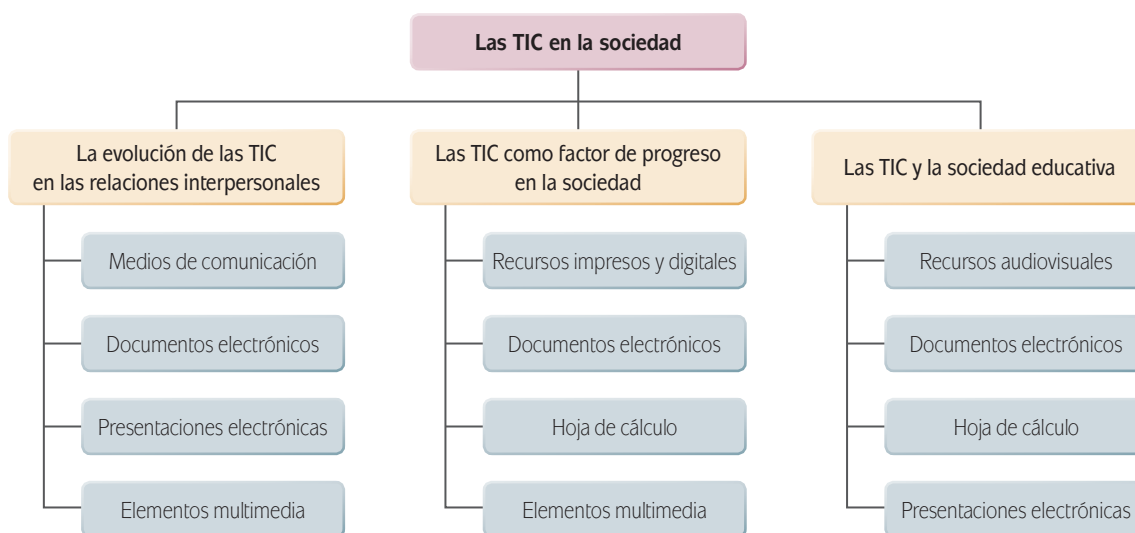 Las TIC en la sociedad
La evolución de las TIC
en las relaciones interpersonales
Medios de comunicación
Documentos electrónicos
Presentaciones electrónicas
Elementos multimedia
Las TIC como factor de progreso
en la sociedad
Recursos impresos y digitales
Documentos electrónicos
Hoja de cálculo
Elementos multimedia
Las TIC y la sociedad educativa
Recursos audiovisuales
Documentos electrónicos
Hoja de cálculo
Presentaciones electrónicas